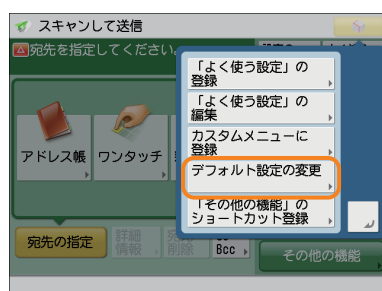 スキャンして送信
宛先を指定してください。
「よく使う設定」の
登録
「よく使う設定」の
編集
カスタムメニューに
登録
デフォルト設定の変更
「その他の機能」の
ショートカット登録
アドレス帳
ワンタッチ
宛先の指定
詳細
情報
削除
Bcc
その他の機能